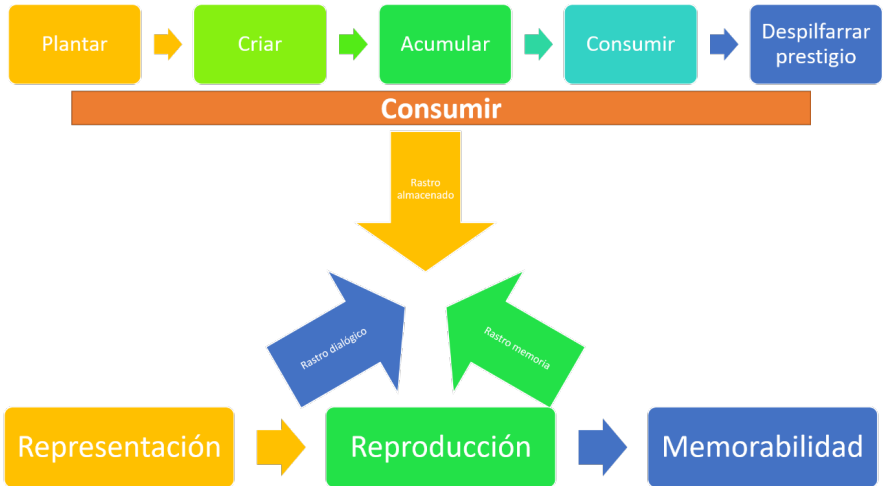 Plantar
Criar
Acumular
Consumir
Despilfarrar
prestigio
Consumir
Rastro
almacenado
Rastro dialógico
Rastro memoria
Representación
Reproducción
Memorabilidad